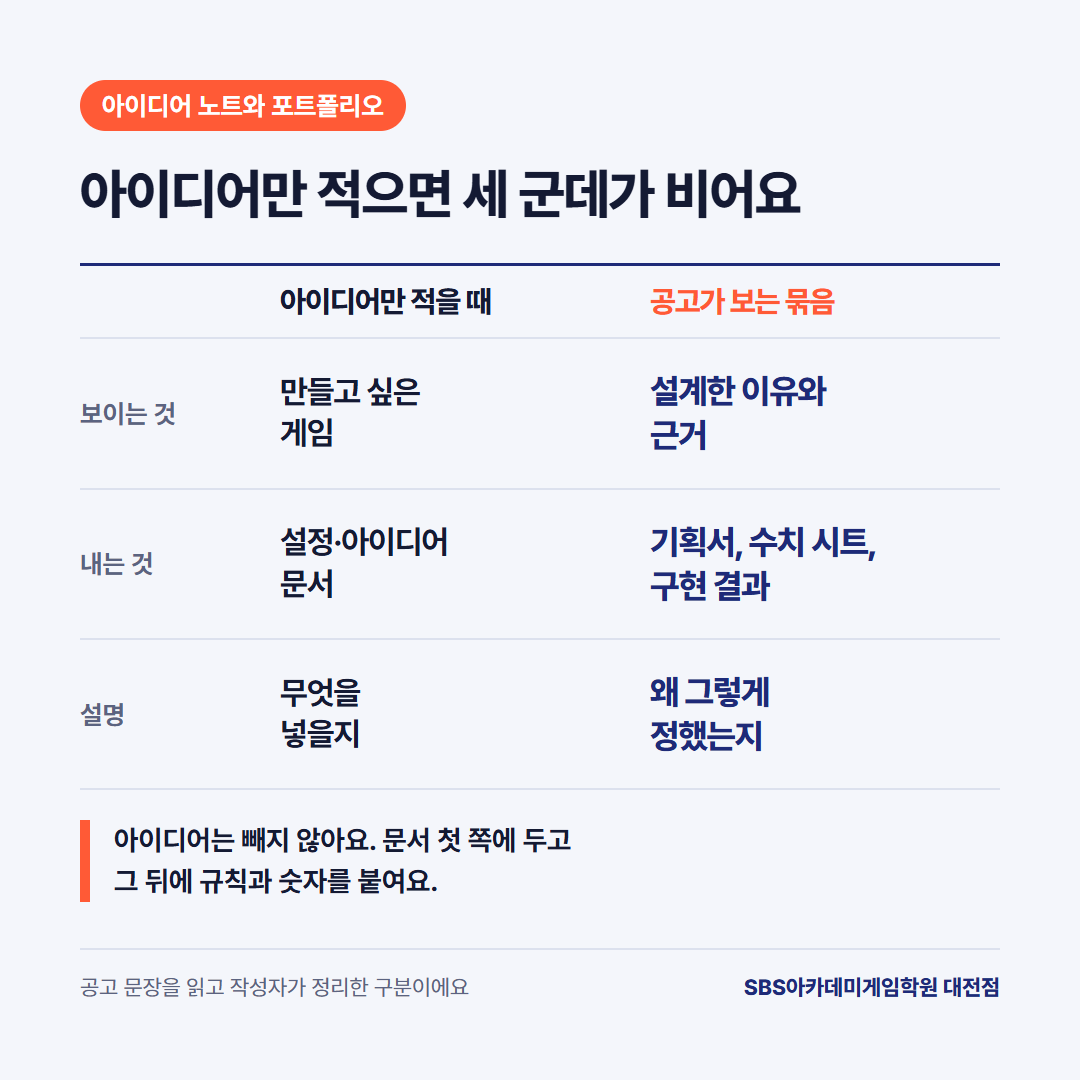 아이디어 노트와 포트폴리오
아이디어만 적으면 세 군데가 비어요
아이디어만 적을 때
공고가 보는 묶음
보이는 것
만들고 싶은
게임
설계한 이유와
근거
내는 것
설정·아이디어
문서
기획서, 수치 시트,
구현 결과
설명
무엇을
넣을지
왜 그렇게
정했는지
아이디어는 빼지 않아요. 문서 첫 쪽에 두고
그 뒤에 규칙과 숫자를 붙여요.
공고 문장을 읽고 작성자가 정리한 구분이에요
SBS아카데미게임학원 대전점